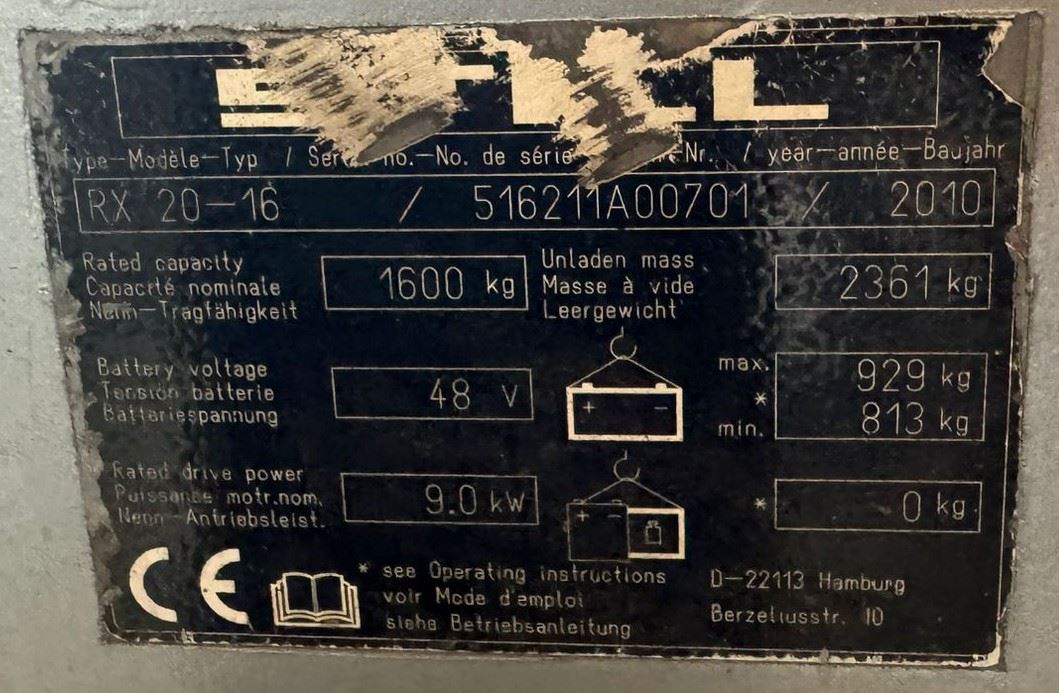 Type-Modèle-Typ / Serial no.-No. de série Nr. / year-année-Baujahr
RX 20-16 / 516211A00701 / 2010
Rated capacity
Capacité nominale
Nenn-Tragfähigkeit
1600 kg
Unladen mass
Masse à vide
Leergewicht
2361 kg
Battery voltage
Tension batterie
Batteriespannung
48 V
+ -
max.
*
min.
929 kg
813 kg
Rated drive power
Puissance motr.nom.
Nenn-Antriebsleist.
9.0 kW
+ -
* 0 kg
CE
* see Operating instructions
voir Mode d'emploi
siehe Betriebsanleitung
D-22113 Hamburg
Berzeliusstr. 10